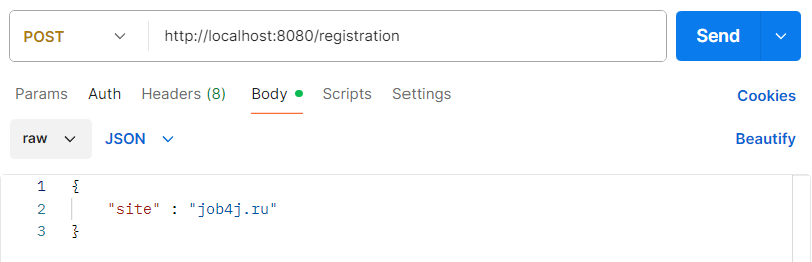 POST http://localhost:8080/registration Send
Params Auth Headers (8) Body Scripts Settings Cookies
raw JSON Beautify
1 {
2 "site" : "job4j.ru"
3 }